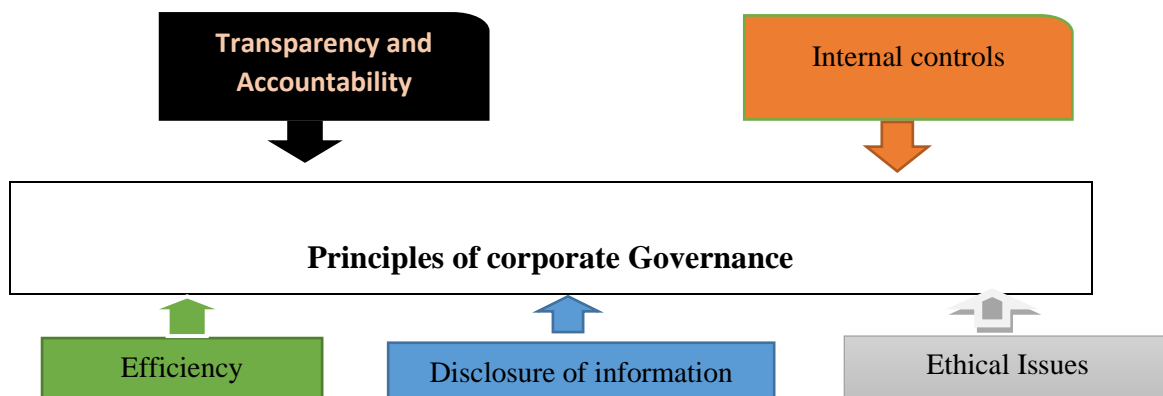 Transparency and
Accountability
Internal controls
Principles of corporate Governance
Efficiency
Disclosure of information
Ethical Issues